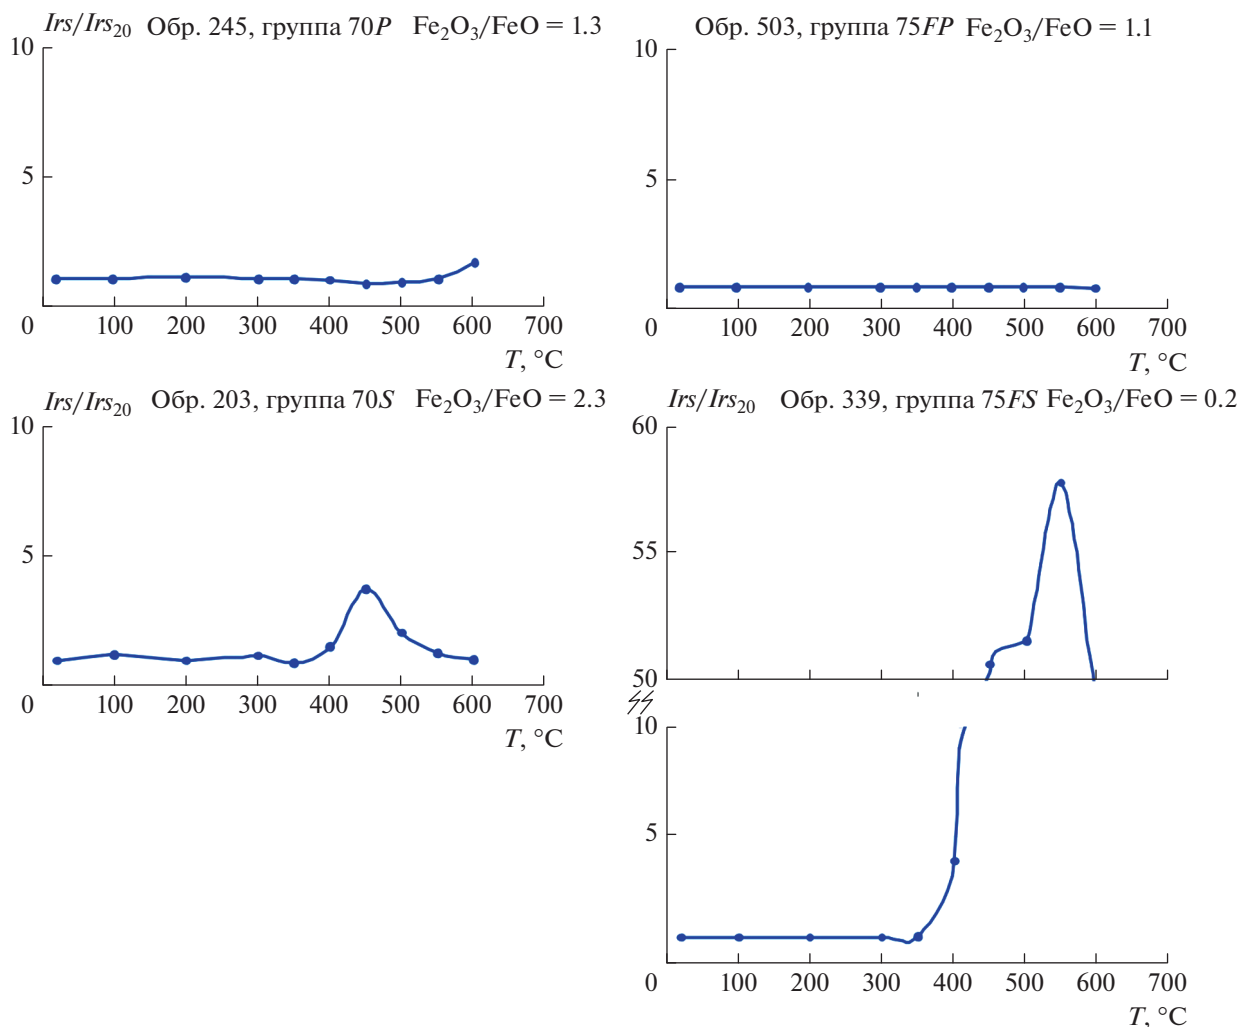 Irs/Irs₂₀ Обр. 245, группа 70P Fe₂O₃/FeO = 1.3
10
5
0 100 200 300 400 500 600 700
T, °C
Обр. 503, группа 75FP Fe₂O₃/FeO = 1.1
10
5
0 100 200 300 400 500 600 700
T, °C
Irs/Irs₂₀ Обр. 203, группа 70S Fe₂O₃/FeO = 2.3
10
5
0 100 200 300 400 500 600 700
T, °C
Irs/Irs₂₀ Обр. 339, группа 75FS Fe₂O₃/FeO = 0.2
60
55
50
10
5
0 100 200 300 400 500 600 700
T, °C